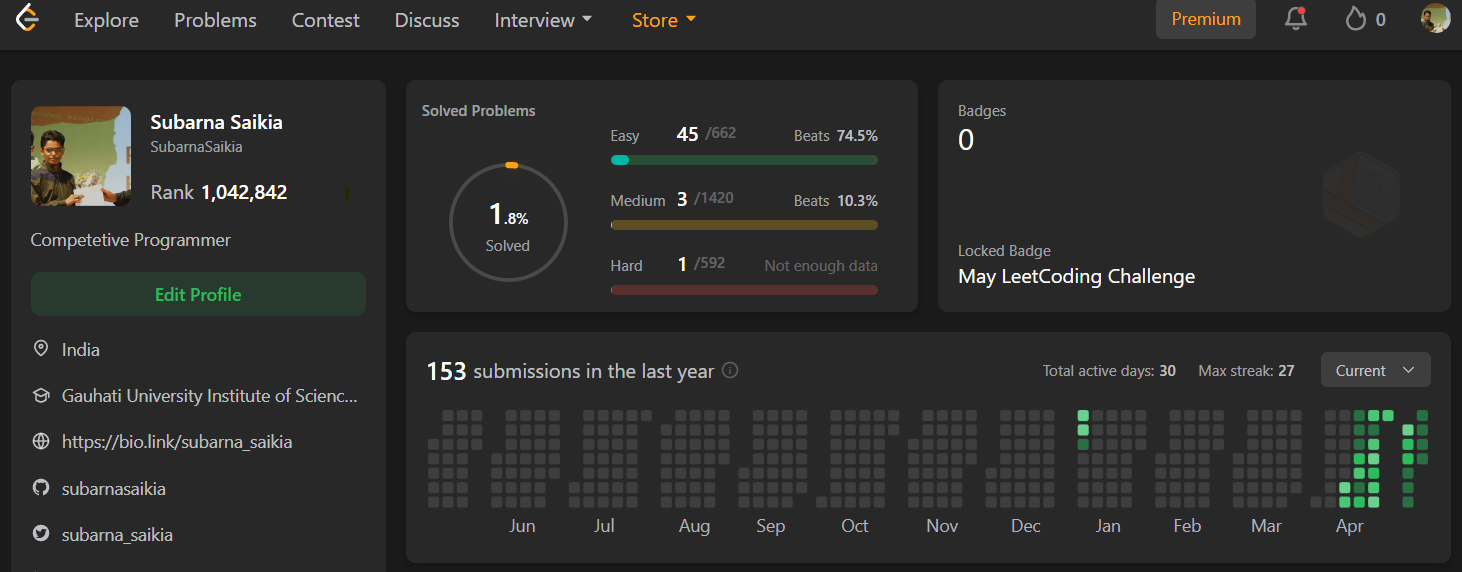 Explore Problems Contest Discuss Interview Store Premium 0
Subarna Saikia
SubarnaSaikia
Rank 1,042,842
Competetive Programmer
Edit Profile
India
Gauhati University Institute of Scienc...
https://bio.link/subarna_saikia
subarnasaikia
subarna_saikia
Solved Problems
1.8%
Solved
Easy 45 /662 Beats 74.5%
Medium 3 /1420 Beats 10.3%
Hard 1 /592 Not enough data
Badges
0
Locked Badge
May LeetCoding Challenge
153 submissions in the last year Total active days: 30 Max streak: 27 Current
Jun Jul Aug Sep Oct Nov Dec Jan Feb Mar Apr